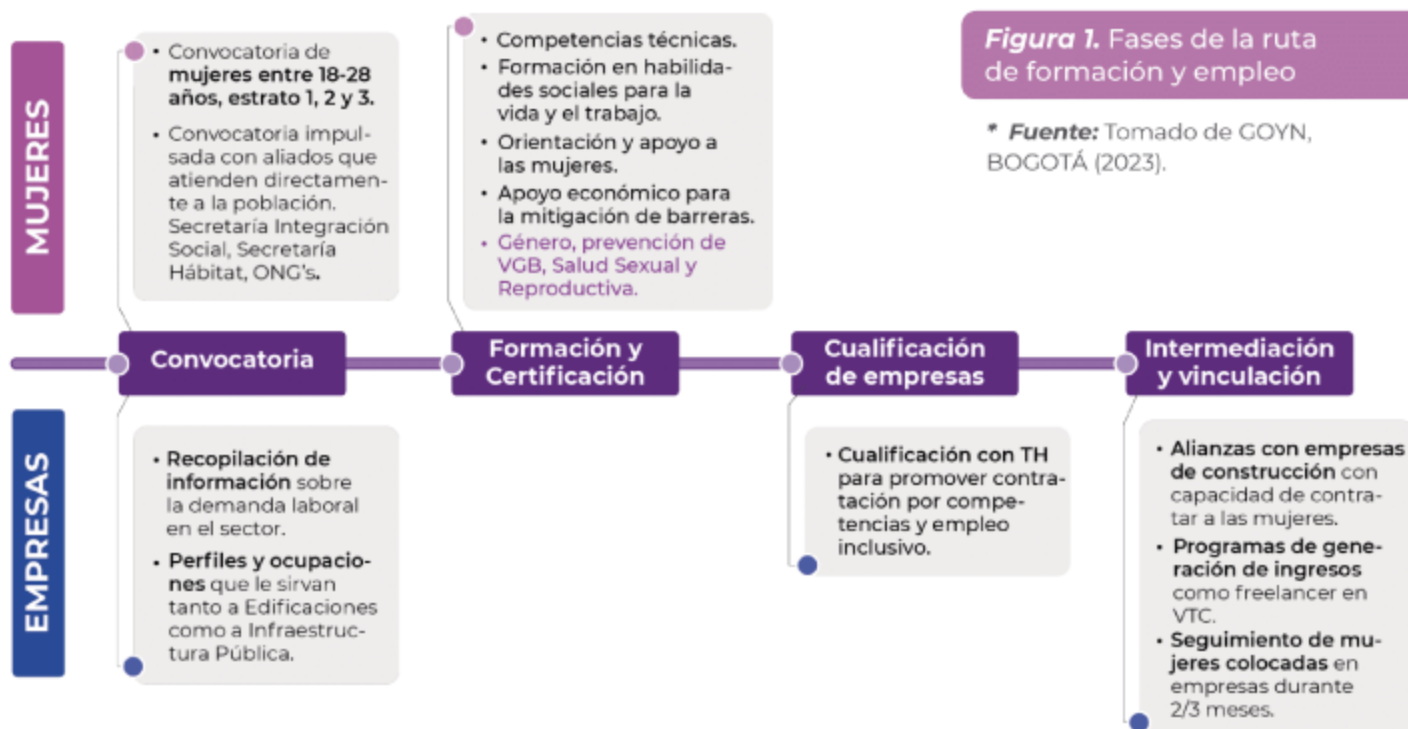 MUJERES
• Convocatoria de
mujeres entre 18-28
años, estrato 1, 2 y 3.
• Convocatoria impul-
sada con aliados que
atienden directamen-
te a la población.
Secretaría Integración
Social, Secretaría
Hábitat, ONG's.
• Competencias técnicas.
• Formación en habilida-
des sociales para la
vida y el trabajo.
• Orientación y apoyo a
las mujeres.
• Apoyo económico para
la mitigación de barreras.
• Género, prevención de
VGB, Salud Sexual y
Reproductiva.
Figura 1. Fases de la ruta
de formación y empleo
* Fuente: Tomado de GOYN,
BOGOTÁ (2023).
Convocatoria
Formación y
Certificación
Cualificación
de empresas
Intermediación
y vinculación
EMPRESAS
• Recopilación de
información sobre
la demanda laboral
en el sector.
• Perfiles y ocupacio-
nes que le sirvan
tanto a Edificaciones
como a Infraestruc-
tura Pública.
• Cualificación con TH
para promover contra-
tación por compe-
tencias y empleo
inclusivo.
• Alianzas con empresas
de construcción con
capacidad de contra-
tar a las mujeres.
• Programas de gene-
ración de ingresos
como freelancer en
VTC.
• Seguimiento de mu-
jeres colocadas en
empresas durante
2/3 meses.